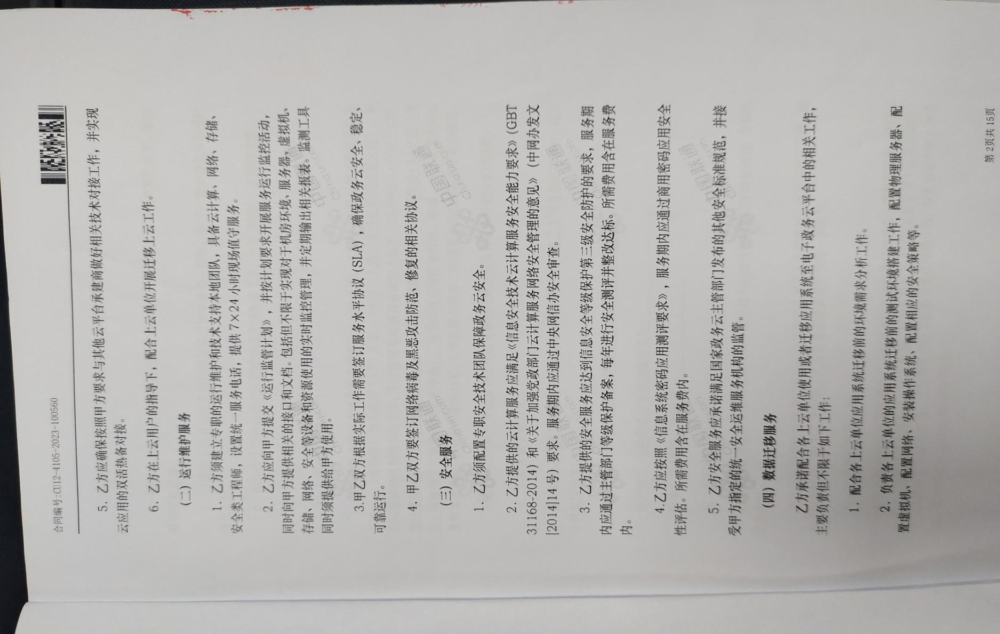 合同编号:CU12-4105-2023-100560
5. 乙方应确保按照甲方要求与其他云平台承建商做好相关技术对接工作，并实现
云应用的双活热备对接。
6. 乙方在上云用户的指导下，配合上云单位开展迁移上云工作。
(二) 运行维护服务
1. 乙方须建立专职的运行维护和技术支持本地团队，具备云计算、网络、存储、
安全类工程师，设置统一服务电话，提供 7×24 小时现场值守服务。
2. 乙方应向甲方提交《运行监管计划》，并按计划要求开展服务运行监控活动，
同时向甲方提供相关的接口和文档。包括但不限于实现对于机房环境、服务器、虚拟机、
存储、网络、安全等设备和资源使用的实时监控管理，并定期输出相关报表。监测工具
同时须提供给甲方使用。
3.甲乙双方根据实际工作需要签订服务水平协议（SLA），确保政务云安全、稳定、
可靠运行。
4. 甲乙双方要签订网络病毒及黑恶攻击防范、修复的相关协议。
(三) 安全服务
1. 乙方须配置专职安全技术团队保障政务云安全。
2. 乙方提供的云计算服务应满足《信息安全技术云计算服务安全能力要求》（GBT
31168-2014）和《关于加强党政部门云计算服务网络安全管理的意见》（中网办发文
[2014]14 号）要求。服务期内应通过中央网信办安全审查。
3. 乙方提供的安全服务应达到信息安全等级保护第三级安全防护的要求，服务期
内应通过主管部门等级保护备案，每年进行安全测评并整改达标。所需费用含在服务费
内。
4.乙方应按照《信息系统密码应用测评要求》，服务期内应通过商用密码应用安全
性评估。所需费用含在服务费内。
5. 乙方安全服务应承诺满足国家政务云主管部门发布的其他安全标准规范，并接
受甲方指定的统一安全运维服务机构的监管。
(四) 数据迁移服务
乙方承诺配合各上云单位使用或者迁移应用系统至电子政务云平台中的相关工作，
主要负责但不限于如下工作:
1. 配合各上云单位应用系统迁移前的环境需求分析工作。
2. 负责各上云单位的应用系统迁移前的测试环境搭建工作，配置物理服务器、配
置虚拟机、配置网络、安装操作系统、配置相应的安全策略等。
第 2页共 15页